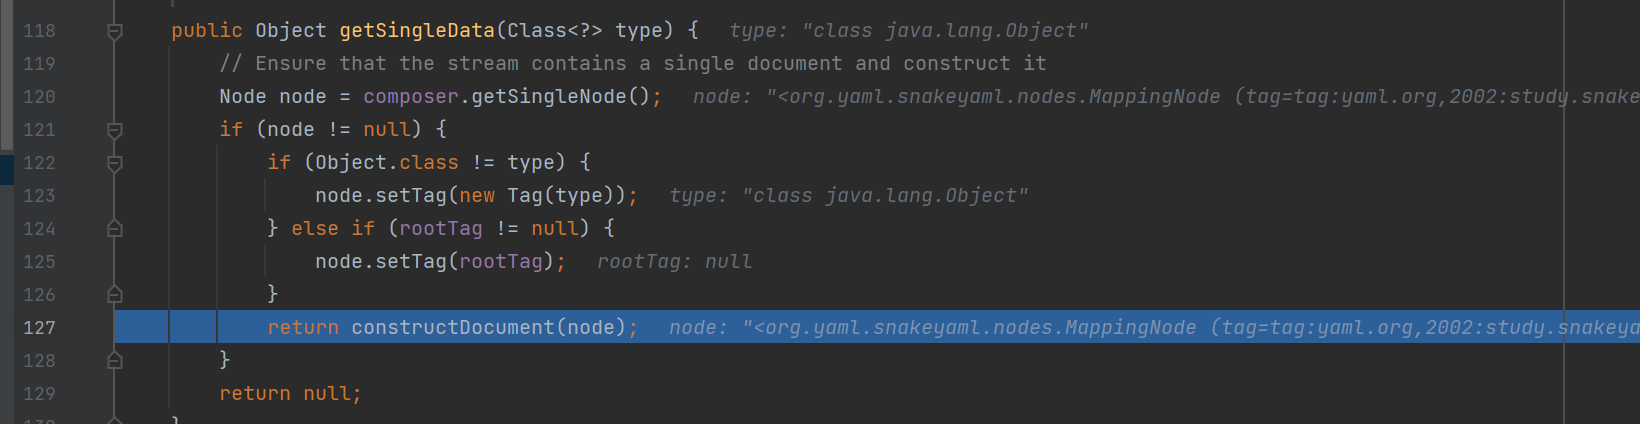 118 public Object getSingleData(Class<?> type) { type: "class java.lang.Object"
119 // Ensure that the stream contains a single document and construct it
120 Node node = composer.getSingleNode(); node: "<org.yaml.snakeyaml.nodes.MappingNode (tag=tag:yaml.org,2002:study.snake
121 if (node != null) {
122 if (Object.class != type) {
123 node.setTag(new Tag(type)); type: "class java.lang.Object"
124 } else if (rootTag != null) {
125 node.setTag(rootTag); rootTag: null
126 }
127 return constructDocument(node); node: "<org.yaml.snakeyaml.nodes.MappingNode (tag=tag:yaml.org,2002:study.snakeya
128 }
129 return null;
130 }